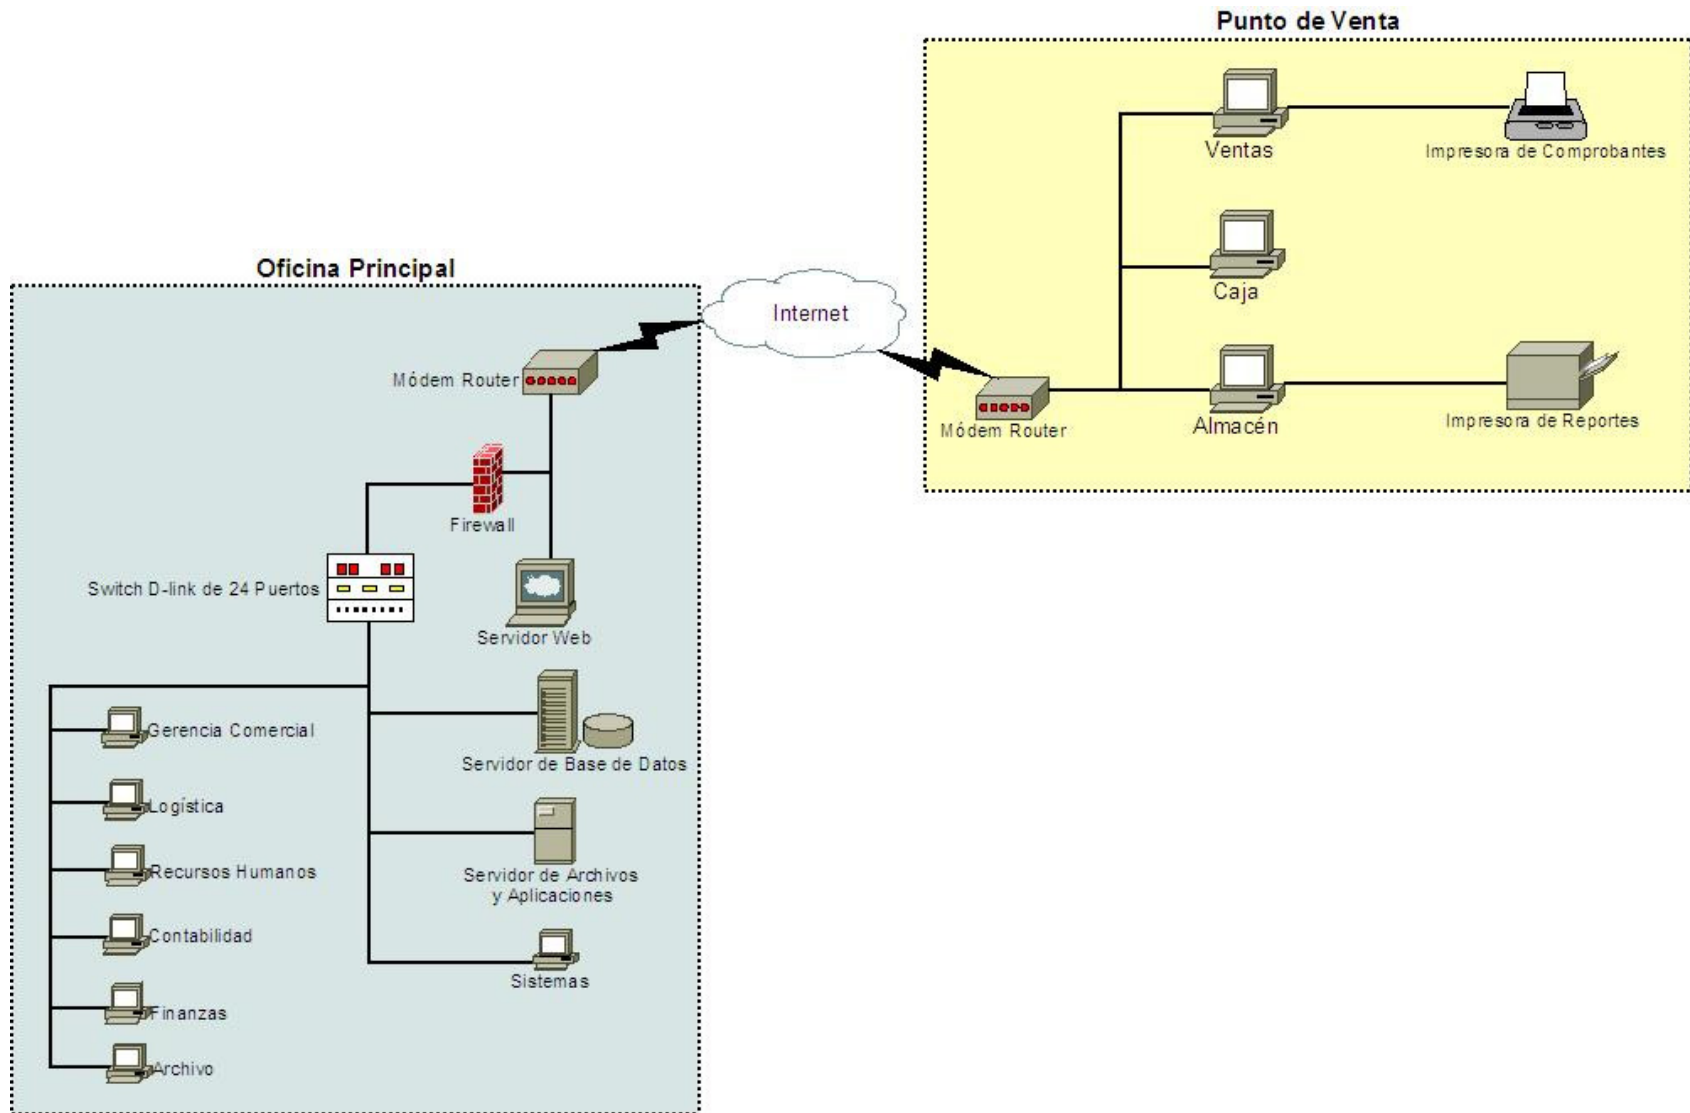 Punto de Venta
Ventas
Impresora de Comprobantes
Caja
Módem Router
Almacén
Impresora de Reportes
Internet
Oficina Principal
Módem Router
Firewall
Switch D-link de 24 Puertos
Servidor Web
Gerencia Comercial
Servidor de Base de Datos
Logística
Recursos Humanos
Servidor de Archivos
y Aplicaciones
Contabilidad
Sistemas
Finanzas
Archivo